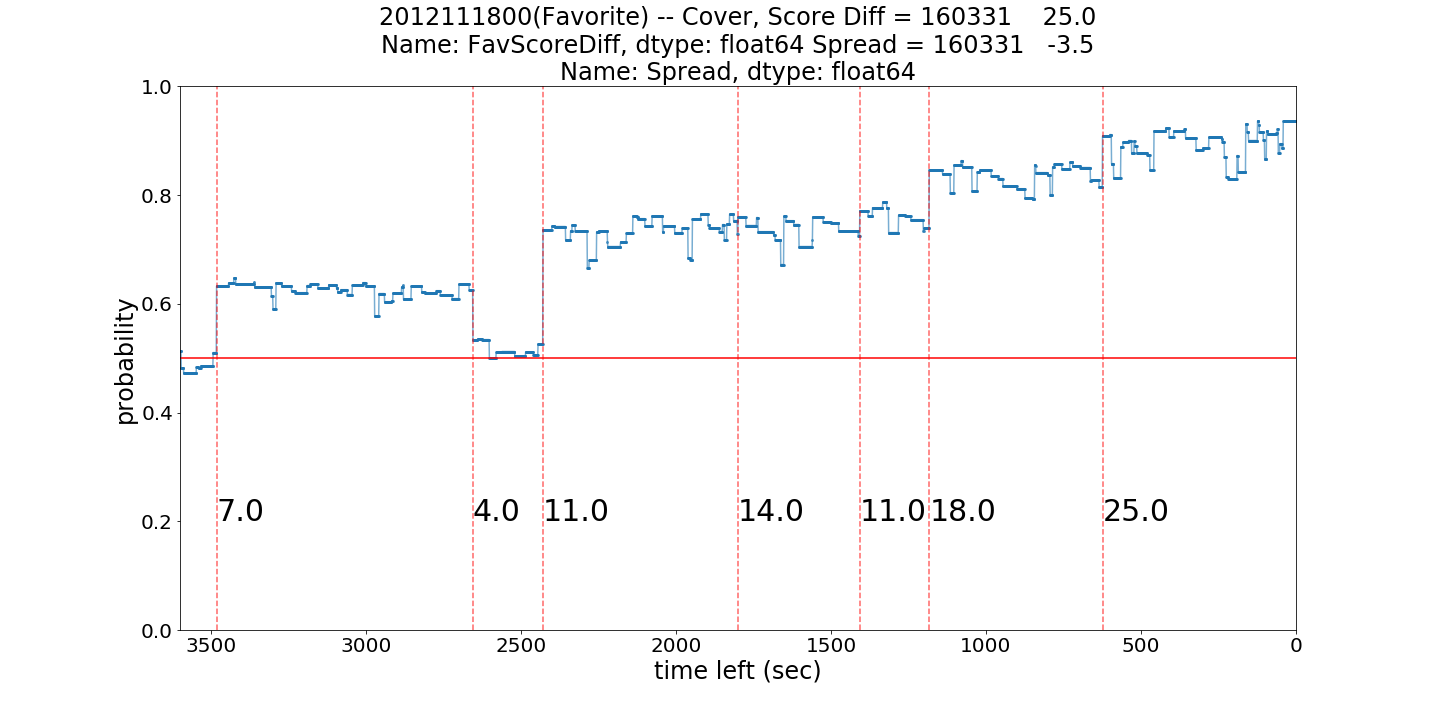 2012111800(Favorite) -- Cover, Score Diff = 160331    25.0
Name: FavScoreDiff, dtype: float64 Spread = 160331   -3.5
Name: Spread, dtype: float64
1.0
0.8
0.6
0.4
0.2
0.0
probability
7.0 4.0 11.0 14.0 11.0 18.0 25.0
3500 3000 2500 2000 1500 1000 500 0
time left (sec)